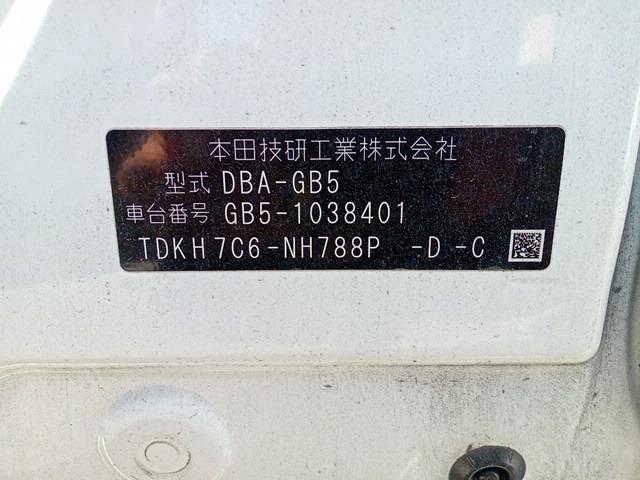 本田技研工業株式会社
型式 DBA-GB5
車台番号 GB5-1038401
TDKH7C6-NH788P -D -C